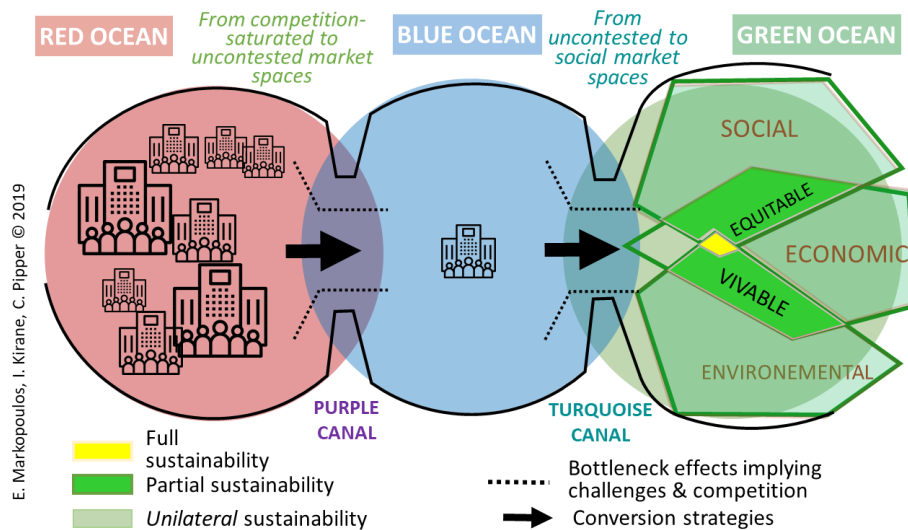 RED OCEAN
From competition-
saturated to
uncontested market
spaces
BLUE OCEAN
From
uncontested to
social market
spaces
GREEN OCEAN
SOCIAL
EQUITABLE
ECONOMIC
VIVABLE
ENVIRONEMENTAL
PURPLE
CANAL
TURQUOISE
CANAL
E. Markopoulos, I. Kirane, C. Pipper © 2019
Full
sustainability
Partial sustainability
Unilateral sustainability
Bottleneck effects implying
challenges & competition
Conversion strategies